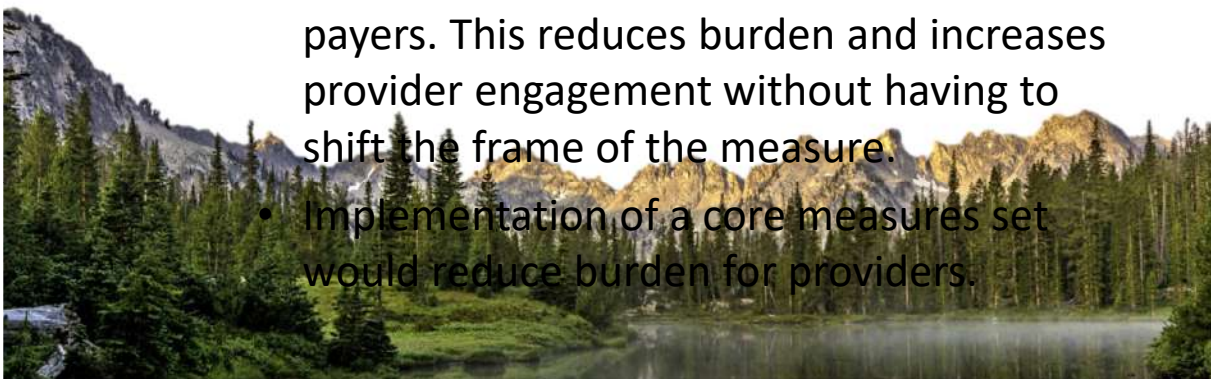 payers. This reduces burden and increases
provider engagement without having to
shift the frame of the measure.
• Implementation of a core measures set
would reduce burden for providers.